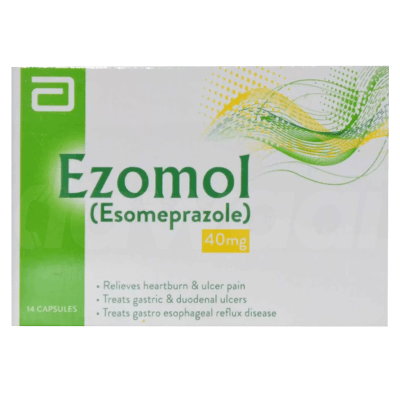 Ezomol
(Esomeprazole)
40mg
• Relieves heartburn & ulcer pain
• Treats gastric & duodenal ulcers
• Treats gastro esophageal reflux disease
14 CAPSULES